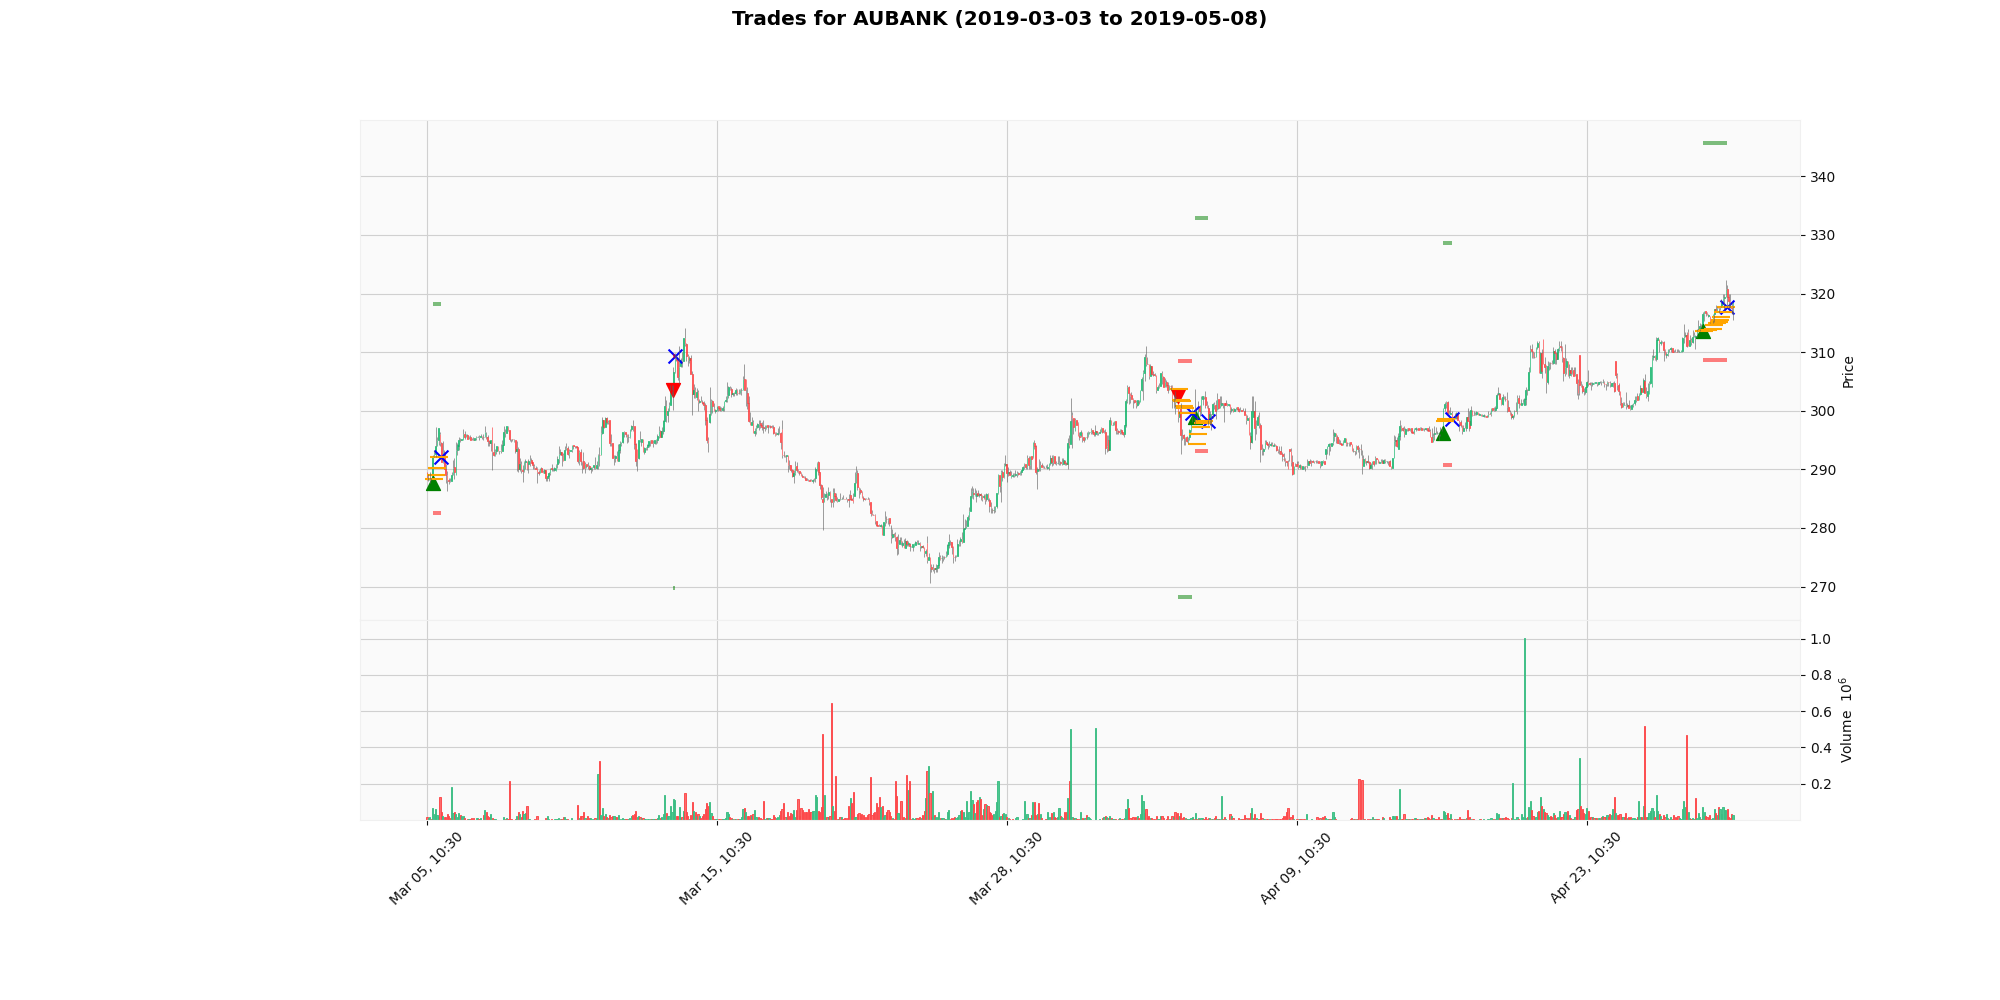 Trades for AUBANK (2019-03-03 to 2019-05-08)
340
330
320
310
300
290
280
270
Price
1.0
0.8
0.6
0.4
0.2
Volume 10⁶
Mar 05, 10:30
Mar 15, 10:30
Mar 28, 10:30
Apr 09, 10:30
Apr 23, 10:30